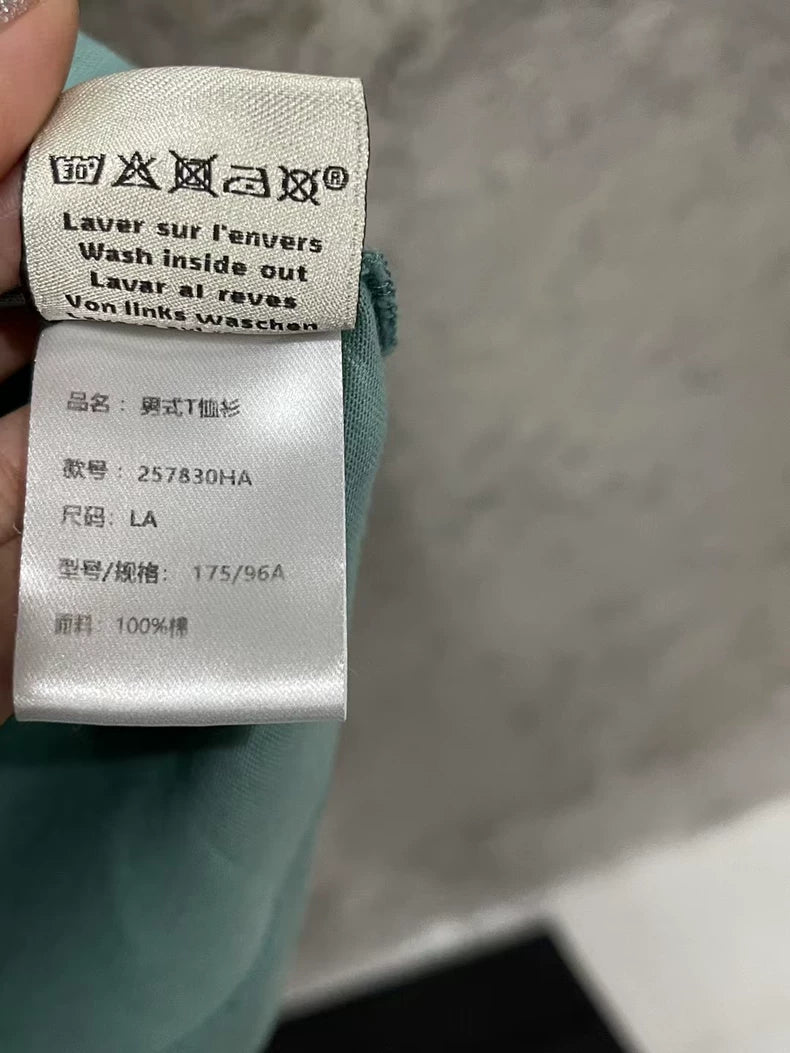 30°
®
Laver sur l'envers
Wash inside out
Lavar al reves
Von links waschen
品名：男式T恤衫
款号：257830HA
尺码：LA
型号/规格：175/96A
面料：100%棉